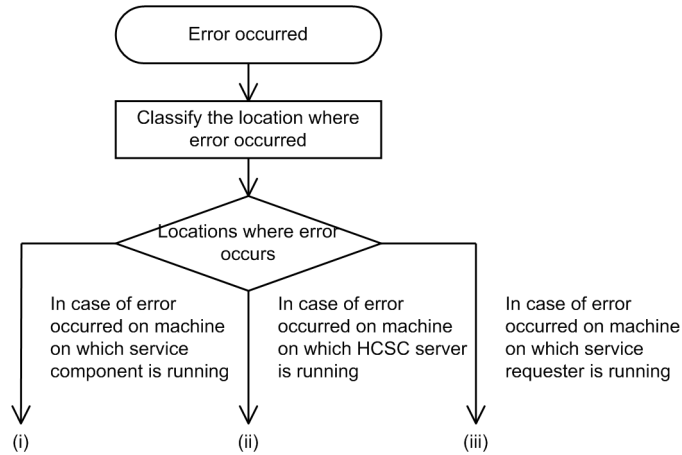 Error occurred
Classify the location where
error occurred
Locations where error
occurs
In case of error
occurred on machine
on which service
component is running
In case of error
occurred on machine
on which HCSC server
is running
In case of error
occurred on machine
on which service
requester is running
(i)
(ii)
(iii)